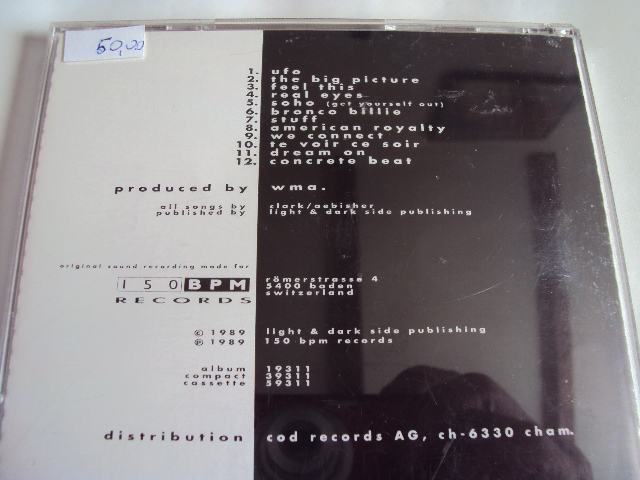 50,00
1. ufo
2. the big picture
3. feel this
4. real eyes
5. soho (get yourself out)
6. bronco billie
7. stuff
8. american royalty
9. we connect
10. te voir ce soir
11. dream on
12. concrete beat
produced by wma.
all songs by clark/aebisher
published by light & dark side publishing
original sound recording made for
150 BPM
RECORDS
römerstrasse 4
5400 baden
switzerland
© 1989 light & dark side publishing
℗ 1989 150 bpm records
album 19311
compact 39311
cassette 59311
distribution cod records AG, ch-6330 cham.